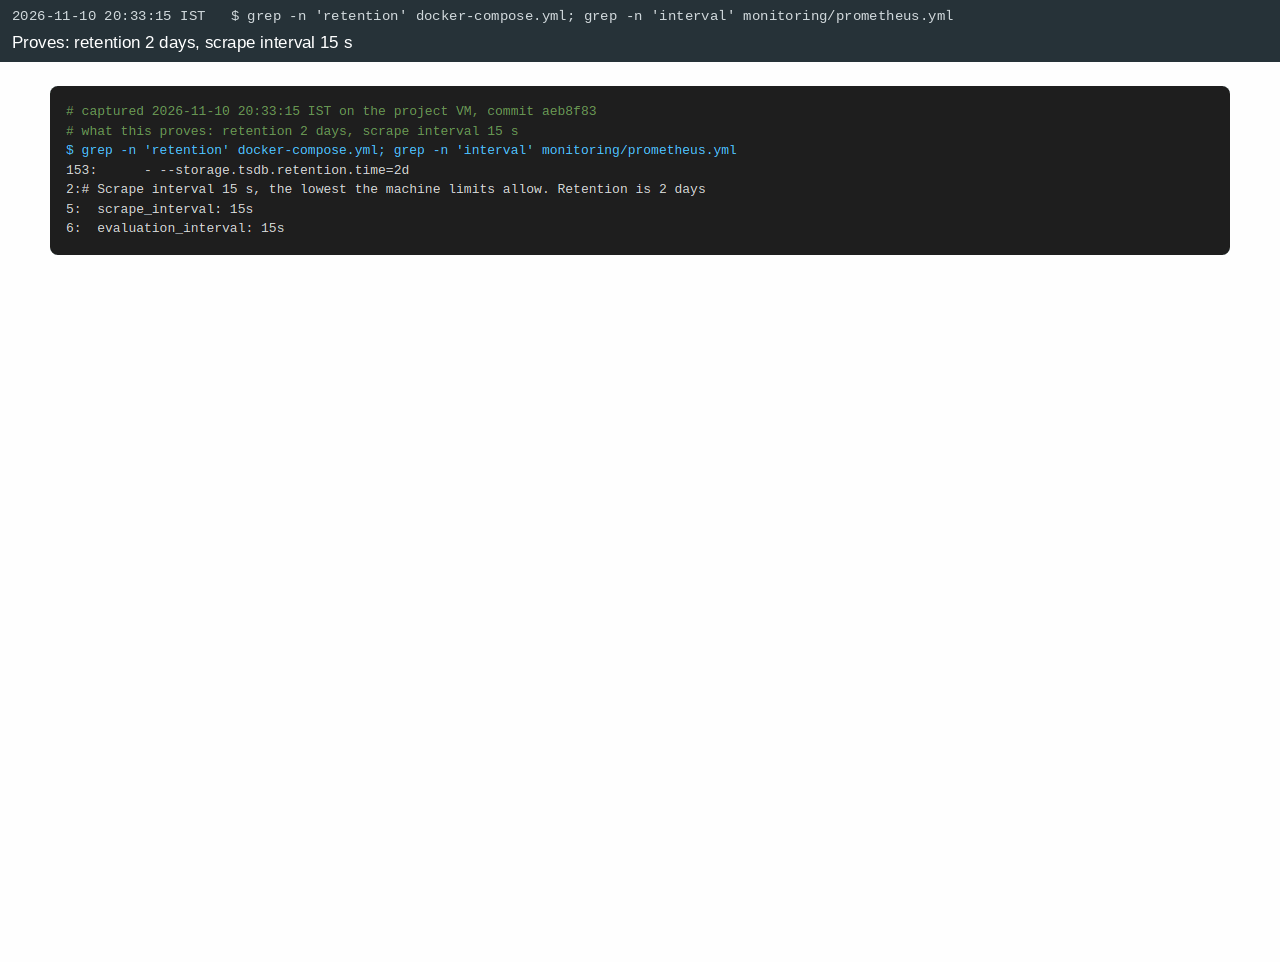 2026-11-10 20:33:15 IST   $ grep -n 'retention' docker-compose.yml; grep -n 'interval' monitoring/prometheus.yml
Proves: retention 2 days, scrape interval 15 s
# captured 2026-11-10 20:33:15 IST on the project VM, commit aeb8f83
# what this proves: retention 2 days, scrape interval 15 s
$ grep -n 'retention' docker-compose.yml; grep -n 'interval' monitoring/prometheus.yml
153:      - --storage.tsdb.retention.time=2d
2:# Scrape interval 15 s, the lowest the machine limits allow. Retention is 2 days
5:  scrape_interval: 15s
6:  evaluation_interval: 15s